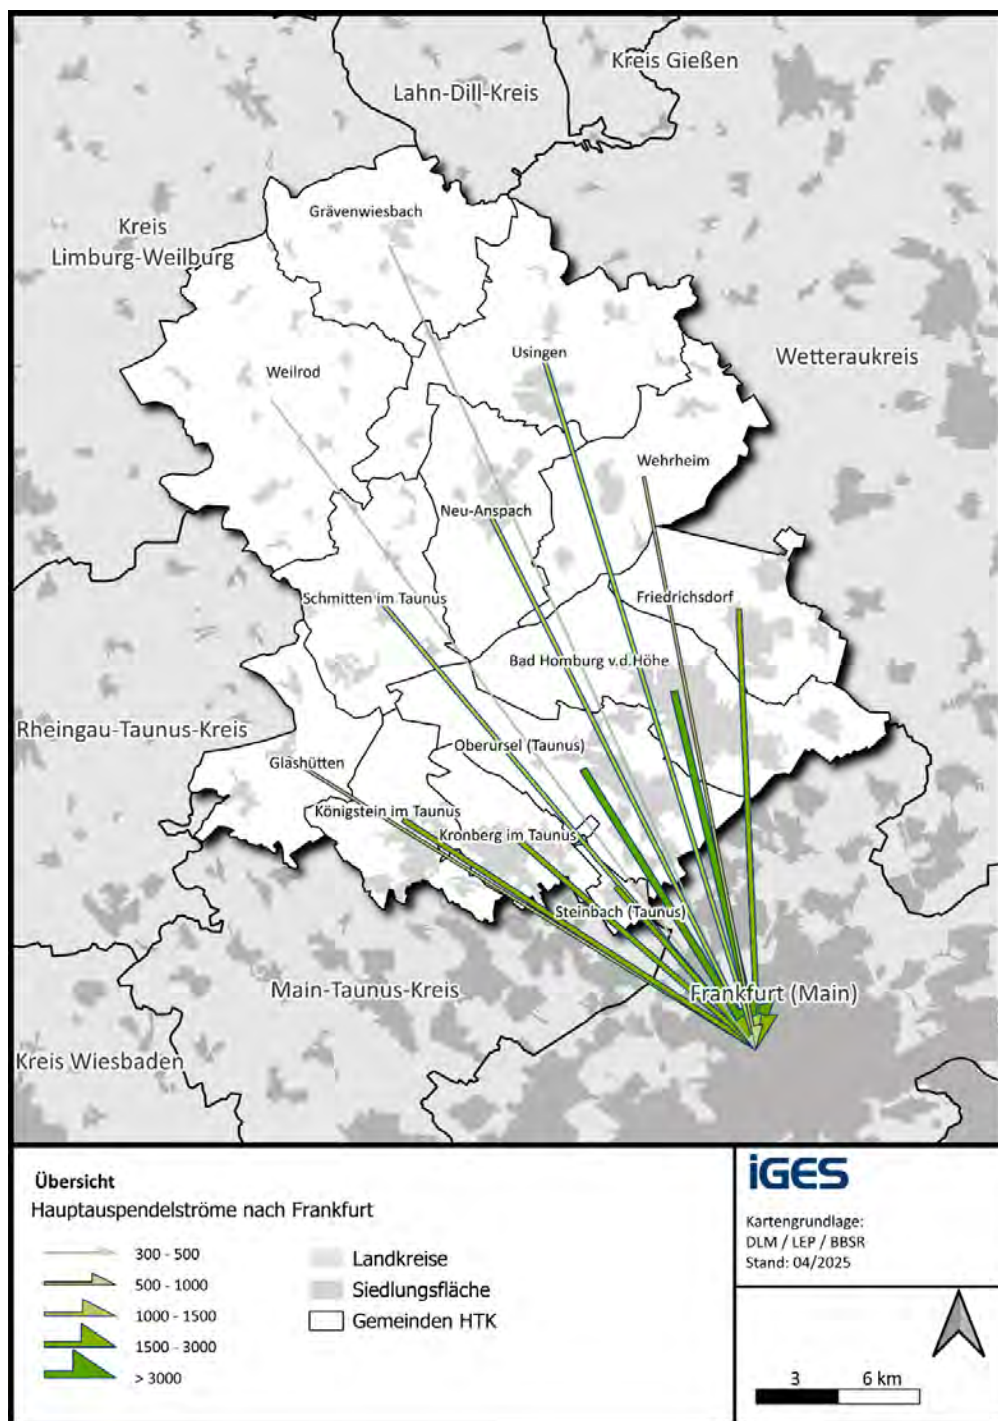 Kreis Gießen
Lahn-Dill-Kreis
Grävenwiesbach
Kreis
Limburg-Weilburg
Usingen
Wetteraukreis
Weilrod
Wehrheim
Neu-Anspach
Schmitten im Taunus
Friedrichsdorf
Bad Homburg v.d.Höhe
Rheingau-Taunus-Kreis
Oberursel (Taunus)
Glashütten
Königstein im Taunus
Kronberg im Taunus
Steinbach (Taunus)
Main-Taunus-Kreis
Frankfurt (Main)
Kreis Wiesbaden
Übersicht
Hauptauspendelströme nach Frankfurt
300 - 500
500 - 1000
1000 - 1500
1500 - 3000
> 3000
Landkreise
Siedlungsfläche
Gemeinden HTK
iGES
Kartengrundlage:
DLM / LEP / BBSR
Stand: 04/2025
3 6 km